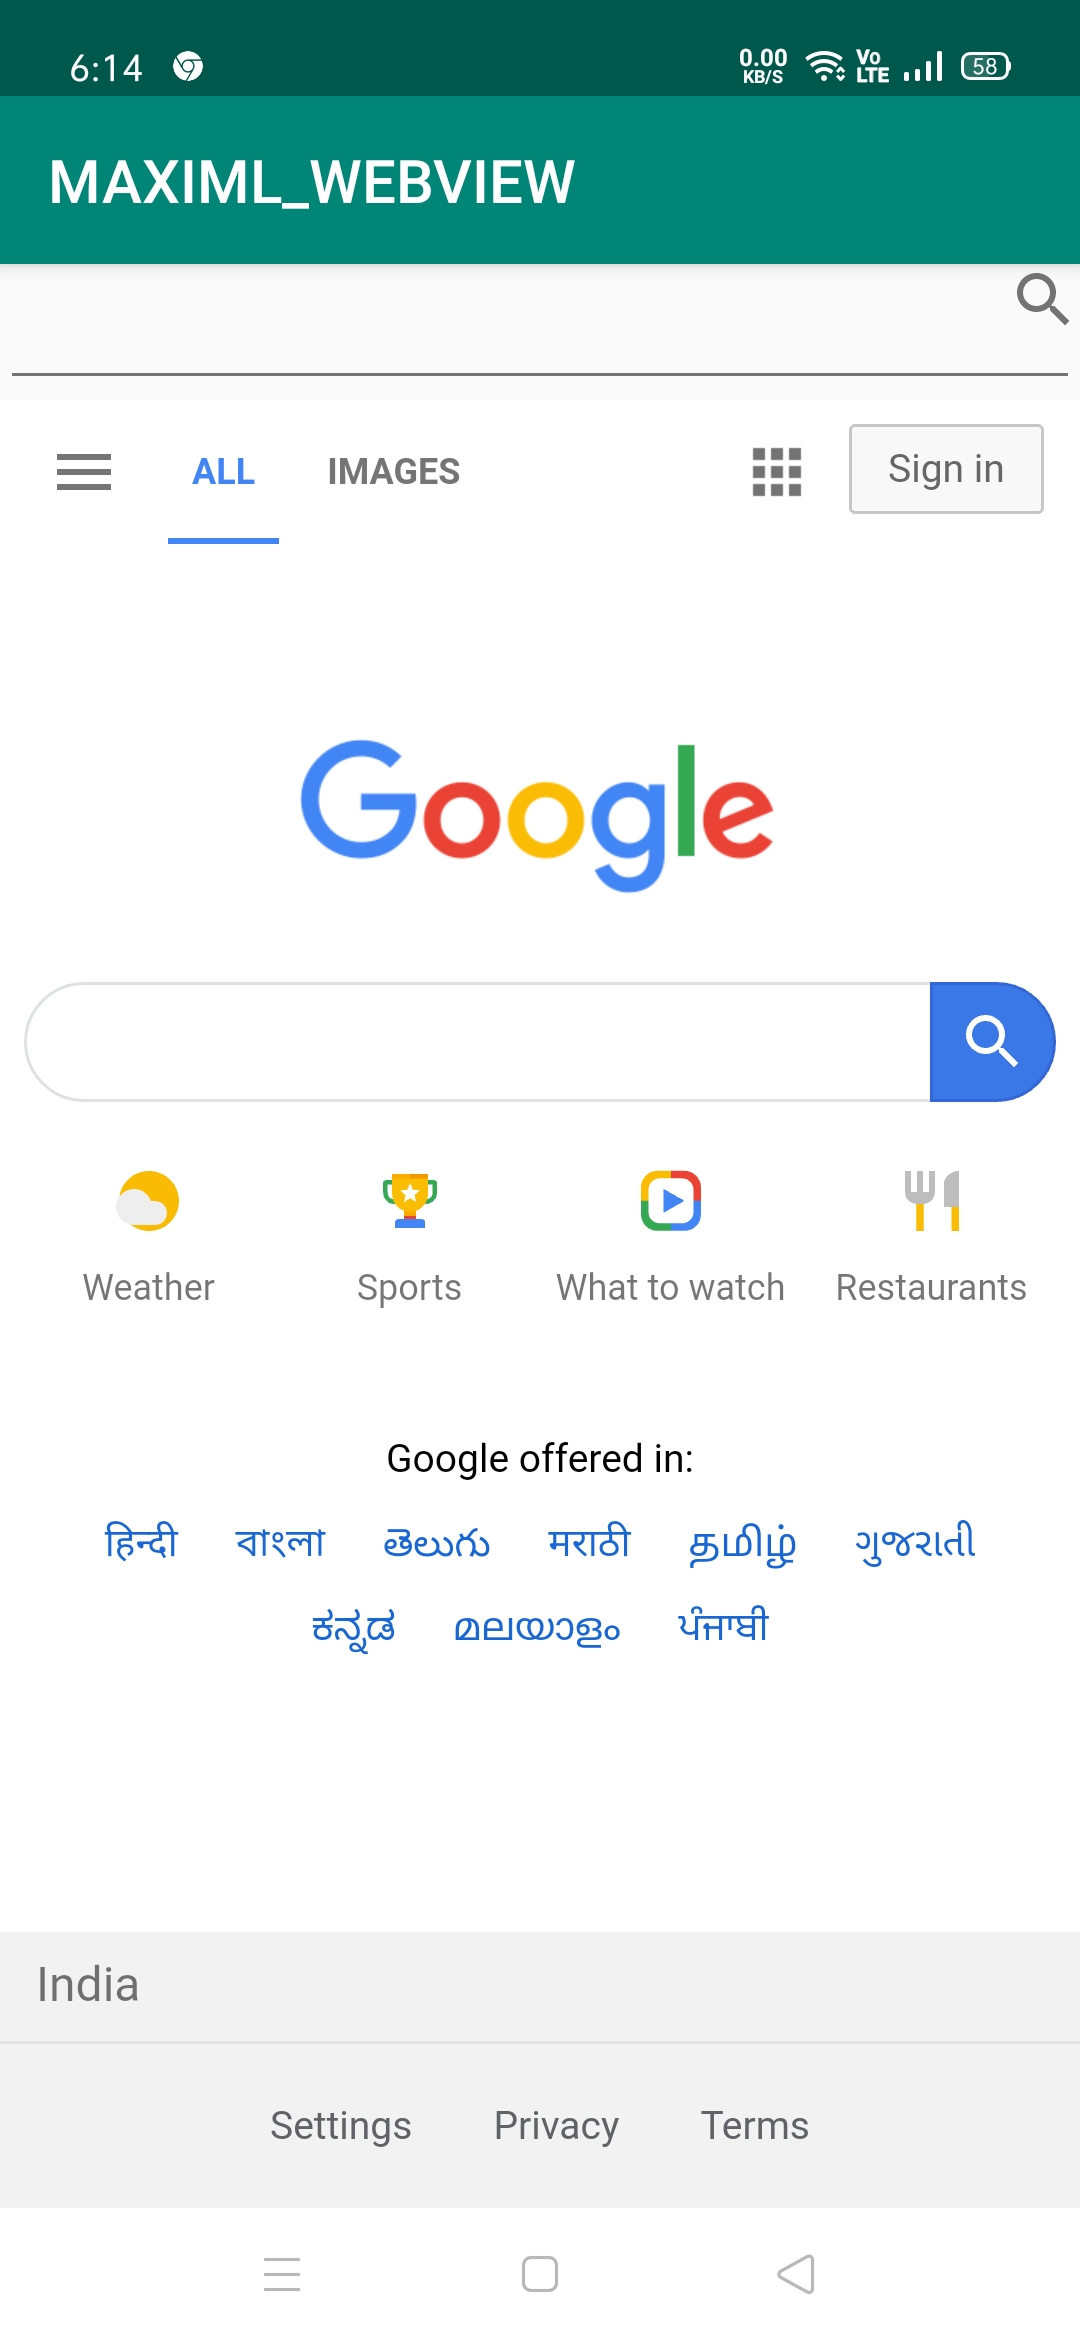 6:14 0.00 KB/S Vo LTE 58
MAXIML_WEBVIEW
ALL IMAGES Sign in
Google
Weather Sports What to watch Restaurants
Google offered in:
हिन्दी বাংলা తెలుగు मराठी தமிழ் ગુજરાતી
ಕನ್ನಡ മലയാളം ਪੰਜਾਬੀ
India
Settings Privacy Terms